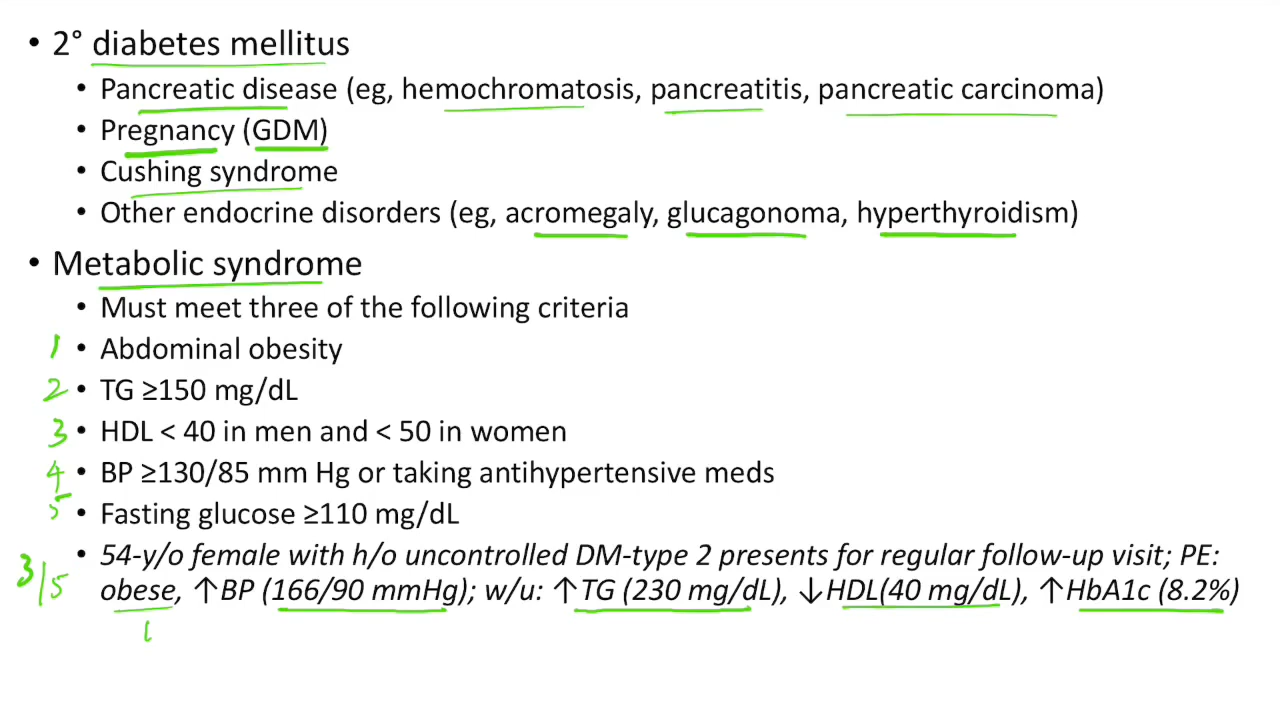 • 2° diabetes mellitus
• Pancreatic disease (eg, hemochromatosis, pancreatitis, pancreatic carcinoma)
• Pregnancy (GDM)
• Cushing syndrome
• Other endocrine disorders (eg, acromegaly, glucagonoma, hyperthyroidism)
• Metabolic syndrome
• Must meet three of the following criteria
1 • Abdominal obesity
2 • TG ≥150 mg/dL
3 • HDL < 40 in men and < 50 in women
4 • BP ≥130/85 mm Hg or taking antihypertensive meds
5 • Fasting glucose ≥110 mg/dL
3/5 • 54-y/o female with h/o uncontrolled DM-type 2 presents for regular follow-up visit; PE:
obese, ↑BP (166/90 mmHg); w/u: ↑TG (230 mg/dL), ↓HDL(40 mg/dL), ↑HbA1c (8.2%)